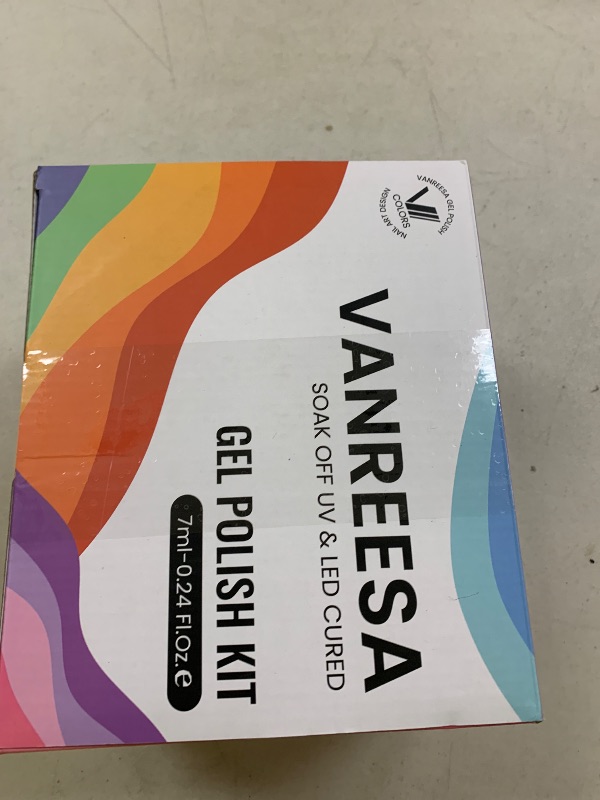 VANREESA GEL POLISH
COLORS
NAIL ART DESIGN
VANREESA
SOAK OFF UV & LED CURED
GEL POLISH KIT
7ml-0.24 Fl.Oz. ℮